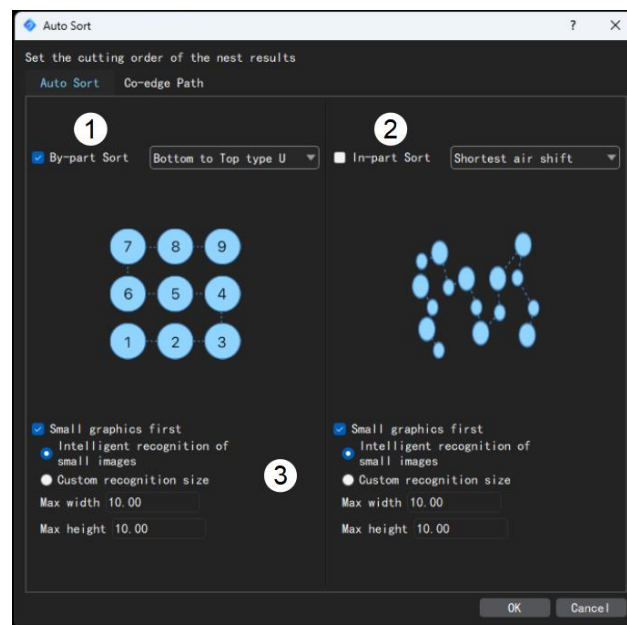 Auto Sort
?
×
Set the cutting order of the nest results
Auto Sort
Co-edge Path
1
By-part Sort
Bottom to Top type U
7 8 9
6 5 4
1 2 3
Small graphics first
Intelligent recognition of
small images
Custom recognition size
Max width 10.00
Max height 10.00
2
In-part Sort
Shortest air shift
Small graphics first
Intelligent recognition of
small images
Custom recognition size
Max width 10.00
Max height 10.00
3
OK
Cancel